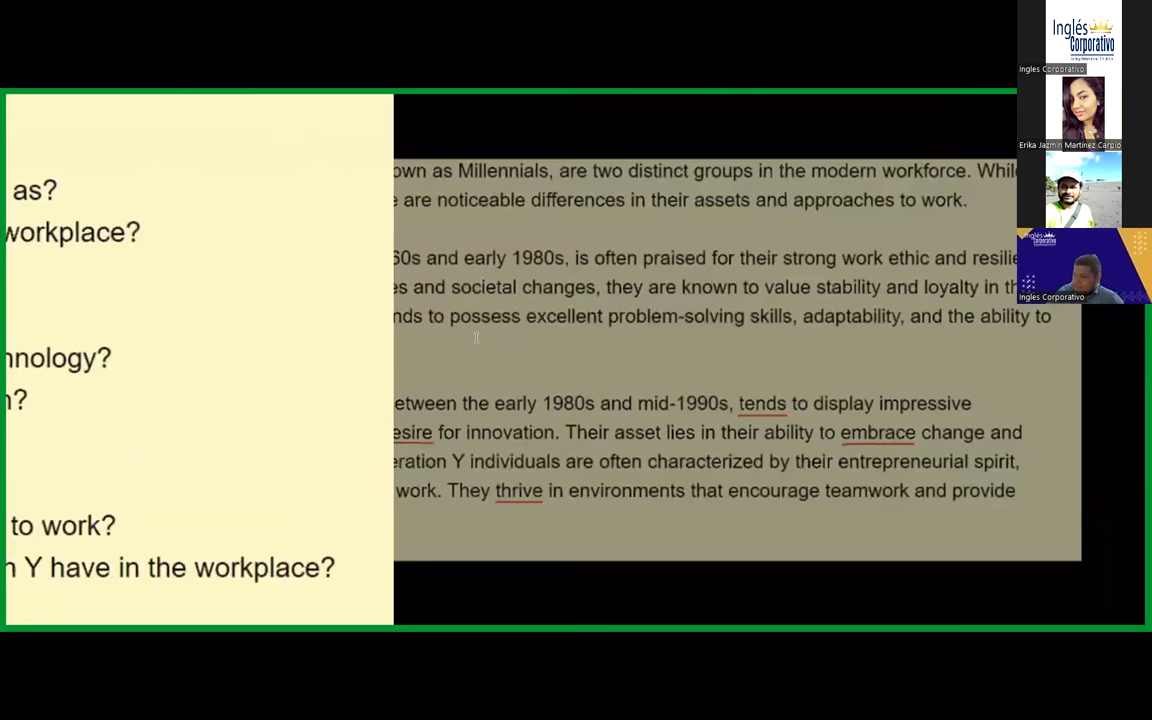 as?
workplace?
hnology?
n?
to work?
n Y have in the workplace?
own as Millennials, are two distinct groups in the modern workforce. Whil
e are noticeable differences in their assets and approaches to work.
60s and early 1980s, is often praised for their strong work ethic and resilie
es and societal changes, they are known to value stability and loyalty in th
nds to possess excellent problem-solving skills, adaptability, and the ability to
etween the early 1980s and mid-1990s, tends to display impressive
esire for innovation. Their asset lies in their ability to embrace change and
eration Y individuals are often characterized by their entrepreneurial spirit,
work. They thrive in environments that encourage teamwork and provide
Inglés
Corporativo
Ingles Corporativo
Erika Jazmin Martinez Carpio
Inglés
Corporativo
Ingles Corporativo